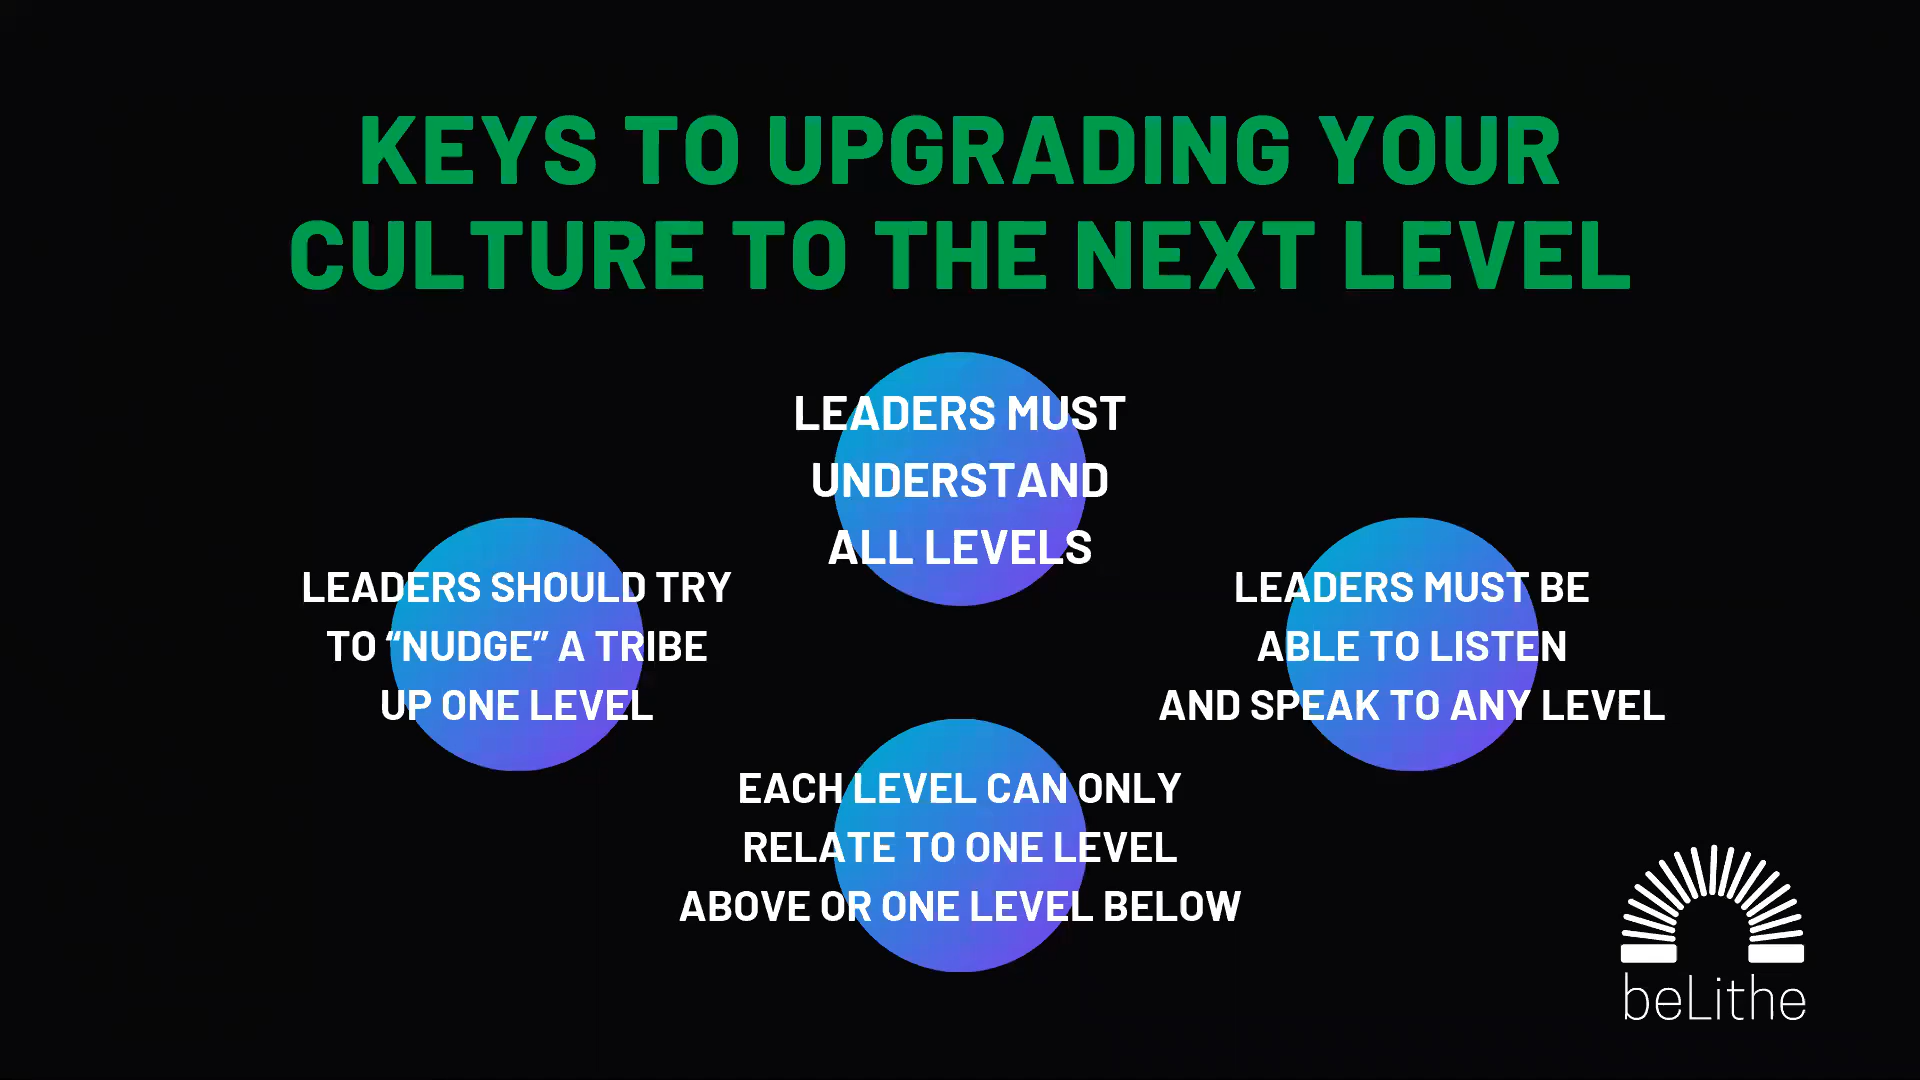 KEYS TO UPGRADING YOUR
CULTURE TO THE NEXT LEVEL
LEADERS MUST
UNDERSTAND
ALL LEVELS
LEADERS SHOULD TRY
TO “NUDGE” A TRIBE
UP ONE LEVEL
LEADERS MUST BE
ABLE TO LISTEN
AND SPEAK TO ANY LEVEL
EACH LEVEL CAN ONLY
RELATE TO ONE LEVEL
ABOVE OR ONE LEVEL BELOW
beLithe